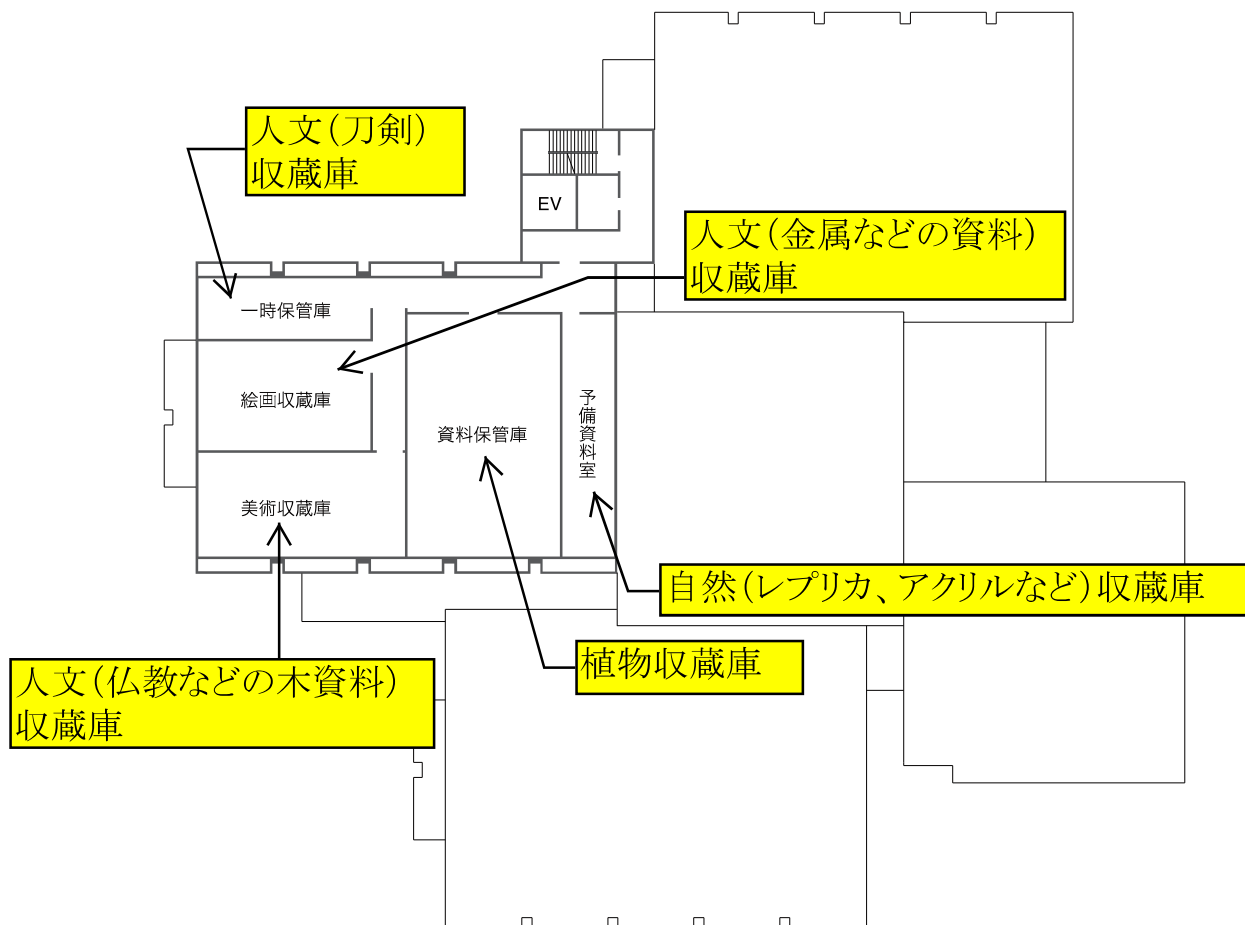 人文（刀剣）
収蔵庫
EV
人文（金属などの資料）
収蔵庫
一時保管庫
絵画収蔵庫
予備資料室
資料保管庫
美術収蔵庫
自然（レプリカ、アクリルなど）収蔵庫
植物収蔵庫
人文（仏教などの木資料）
収蔵庫